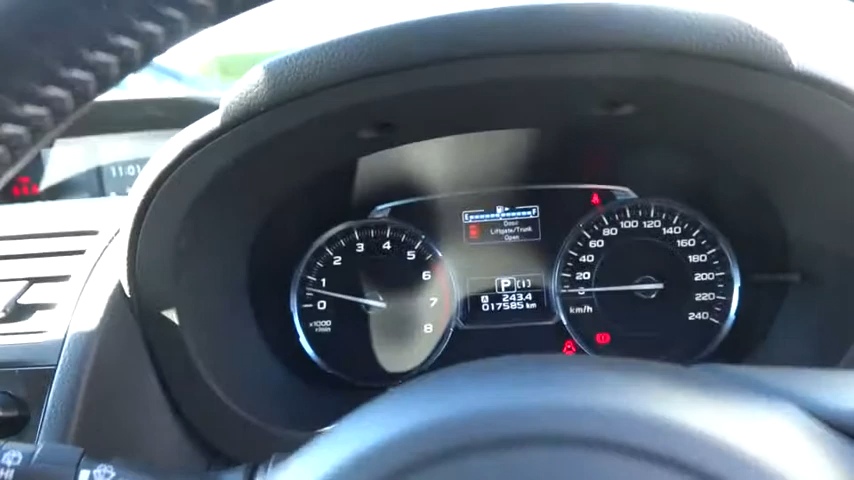 11:01
E F
Door
Liftgate/Trunk
Open
0 1 2 3 4 5 6 7 8
x1000
r/min
P
A 243.4
017585 km
40 60 80 100 120 140 160 180 200 220 240
km/h
HI